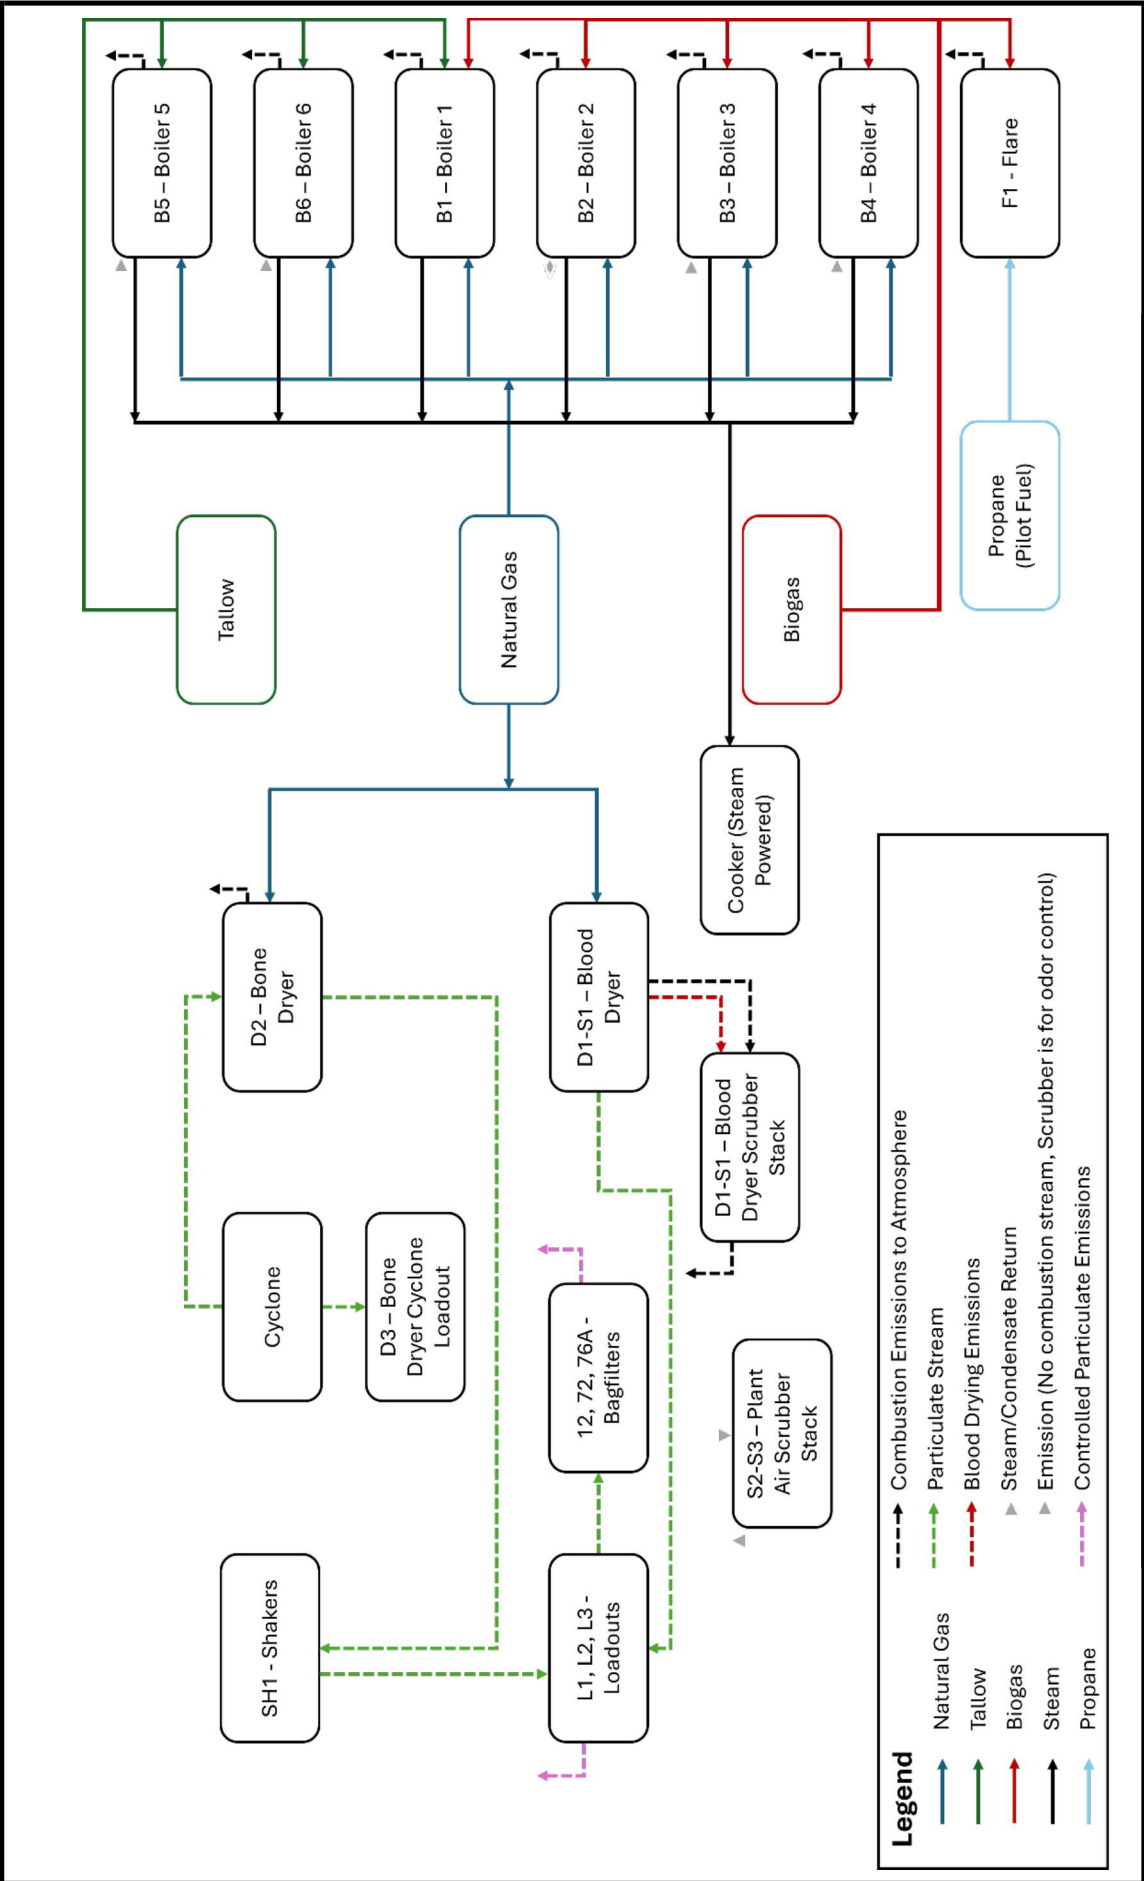 B5 – Boiler 5
B6 – Boiler 6
B1 – Boiler 1
B2 – Boiler 2
B3 – Boiler 3
B4 – Boiler 4
F1 - Flare
Tallow
Natural Gas
Biogas
Propane
(Pilot Fuel)
D2 – Bone
Dryer
D1-S1 – Blood
Dryer
Cooker (Steam
Powered)
Cyclone
D3 – Bone
Dryer Cyclone
Loadout
12, 72, 76A -
Bagfilters
D1-S1 – Blood
Dryer Scrubber
Stack
S2-S3 – Plant
Air Scrubber
Stack
SH1 - Shakers
L1, L2, L3 -
Loadouts
Legend
Natural Gas
Tallow
Biogas
Steam
Propane
Combustion Emissions to Atmosphere
Particulate Stream
Blood Drying Emissions
Steam/Condensate Return
Emission (No combustion stream, Scrubber is for odor control)
Controlled Particulate Emissions